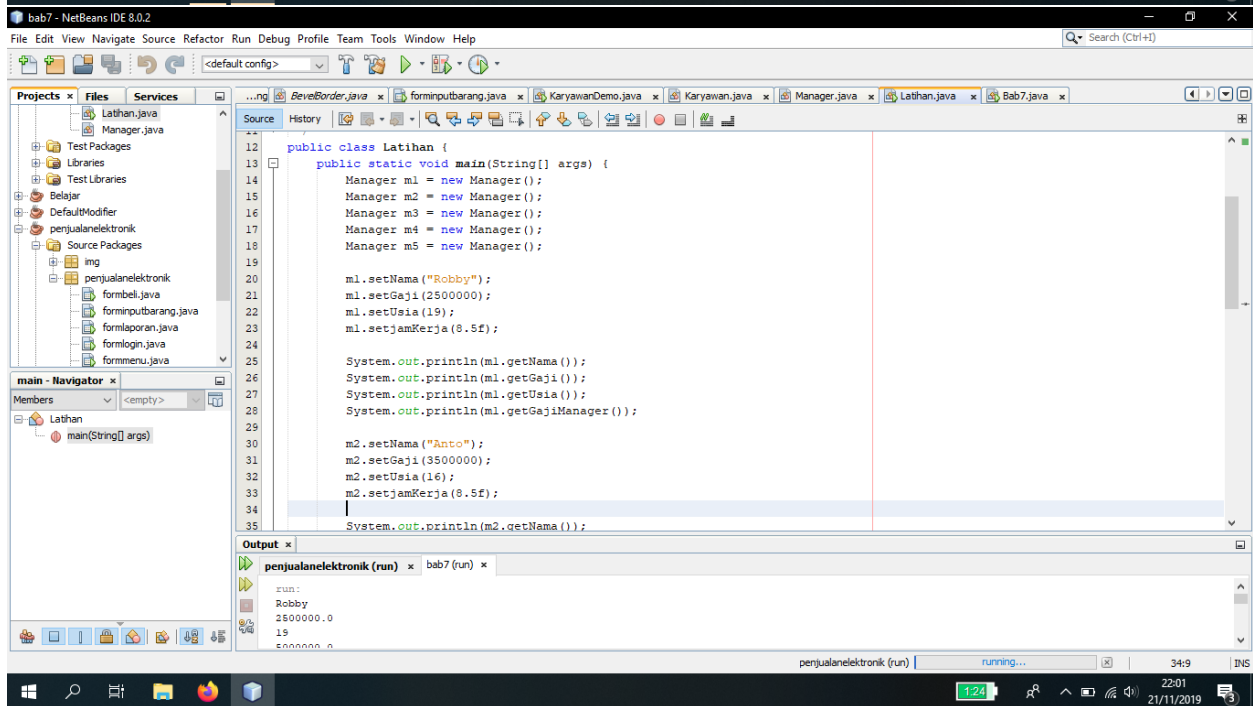 bab7 - NetBeans IDE 8.0.2
File Edit View Navigate Source Refactor Run Debug Profile Team Tools Window Help
Search (Ctrl+I)
<default config>
Projects Files Services
Latihan.java
Manager.java
Test Packages
Libraries
Test Libraries
Belajar
DefaultModifier
penjualanelektronik
Source Packages
img
penjualanelektronik
formbeli.java
forminputbarang.java
formlaporan.java
formlogin.java
formmenu.java
main - Navigator
Members <empty>
Latihan
main(String[] args)
...ng BevelBorder.java forminputbarang.java KaryawanDemo.java Karyawan.java Manager.java Latihan.java Bab7.java
Source History
11
12 public class Latihan {
13 public static void main(String[] args) {
14 Manager m1 = new Manager();
15 Manager m2 = new Manager();
16 Manager m3 = new Manager();
17 Manager m4 = new Manager();
18 Manager m5 = new Manager();
19
20 m1.setNama("Robby");
21 m1.setGaji(2500000);
22 m1.setUsia(19);
23 m1.setjamKerja(8.5f);
24
25 System.out.println(m1.getNama());
26 System.out.println(m1.getGaji());
27 System.out.println(m1.getUsia());
28 System.out.println(m1.getGajiManager());
29
30 m2.setNama("Anto");
31 m2.setGaji(3500000);
32 m2.setUsia(16);
33 m2.setjamKerja(8.5f);
34
35 System.out.println(m2.getNama());
Output
penjualanelektronik (run) bab7 (run)
run:
Robby
2500000.0
19
5000000.0
penjualanelektronik (run) running... 34:9 INS
1:24
22:01
21/11/2019
3